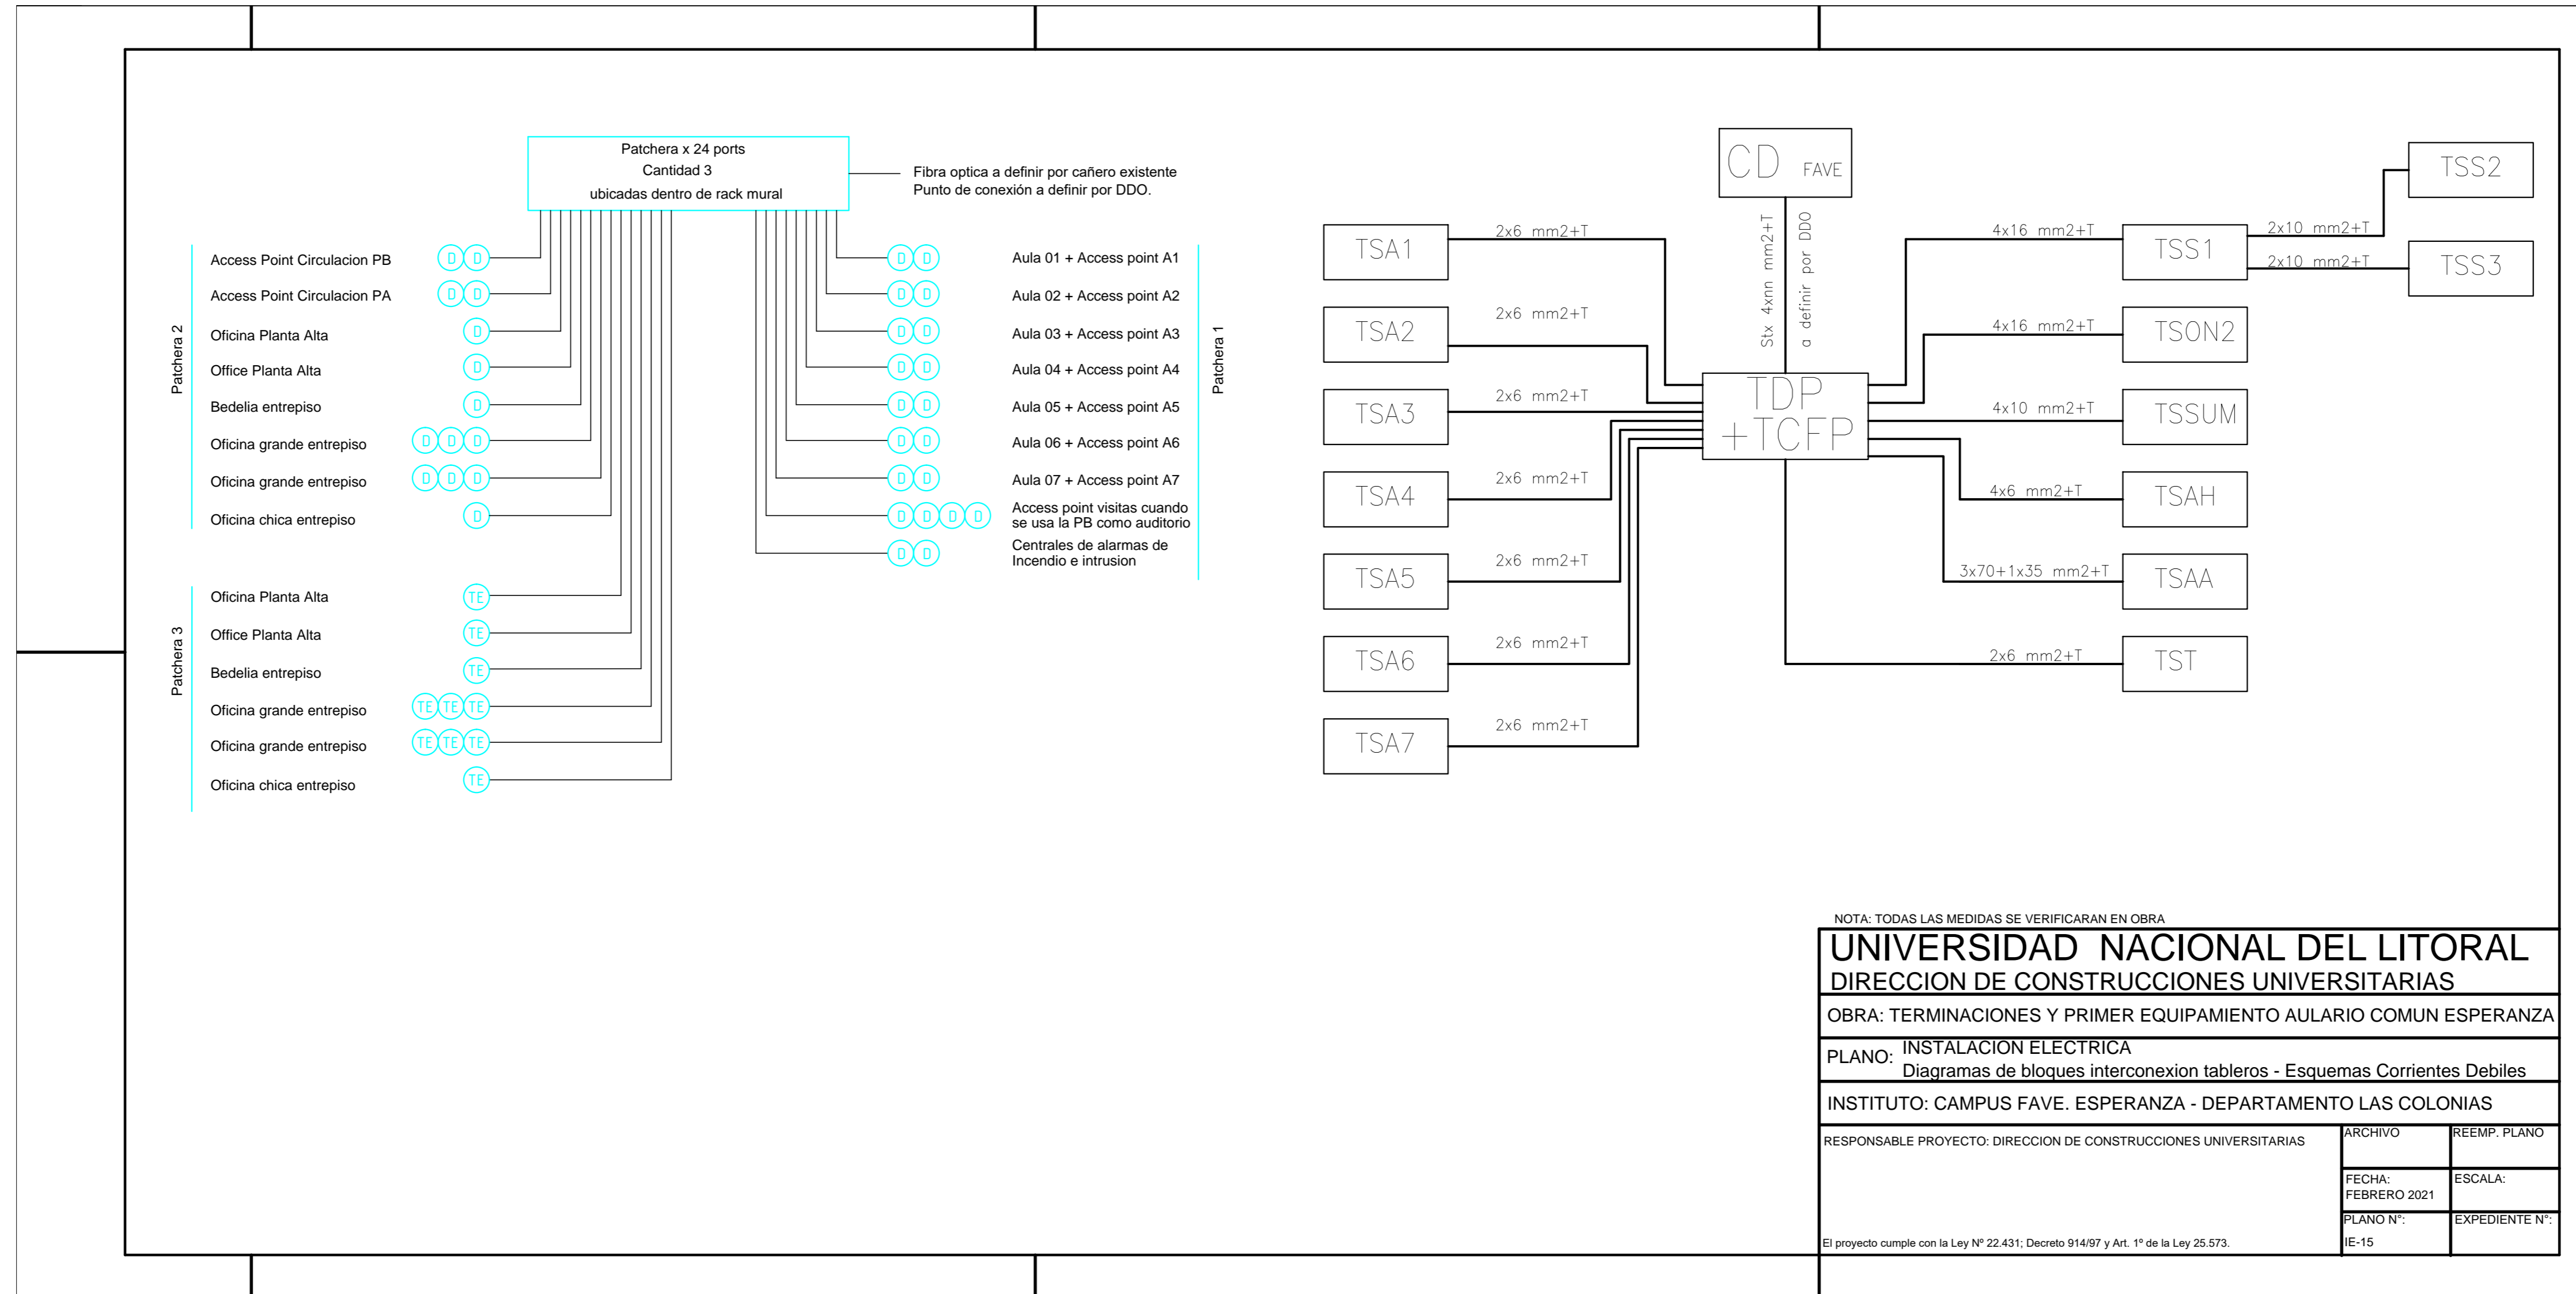 Patchera x 24 ports
Cantidad 3
ubicadas dentro de rack mural
Fibra optica a definir por cañero existente
Punto de conexión a definir por DDO.
Patchera 2
Access Point Circulacion PB
D D
Access Point Circulacion PA
D D
Oficina Planta Alta
D
Office Planta Alta
D
Bedelia entrepiso
D
Oficina grande entrepiso
D D D
Oficina grande entrepiso
D D D
Oficina chica entrepiso
D
Patchera 3
Oficina Planta Alta
TE
Office Planta Alta
TE
Bedelia entrepiso
TE
Oficina grande entrepiso
TE TE TE
Oficina grande entrepiso
TE TE TE
Oficina chica entrepiso
TE
D D
Aula 01 + Access point A1
D D
Aula 02 + Access point A2
D D
Aula 03 + Access point A3
D D
Aula 04 + Access point A4
D D
Aula 05 + Access point A5
D D
Aula 06 + Access point A6
D D
Aula 07 + Access point A7
D D D D
Access point visitas cuando
se usa la PB como auditorio
D D
Centrales de alarmas de
Incendio e intrusion
Patchera 1
CD FAVE
Stx 4xnn mm2+T
a definir por DDO
TDP
+TCFP
TSA1
2x6 mm2+T
TSA2
2x6 mm2+T
TSA3
2x6 mm2+T
TSA4
2x6 mm2+T
TSA5
2x6 mm2+T
TSA6
2x6 mm2+T
TSA7
2x6 mm2+T
4x16 mm2+T
TSS1
2x10 mm2+T
TSS2
2x10 mm2+T
TSS3
4x16 mm2+T
TSON2
4x10 mm2+T
TSSUM
4x6 mm2+T
TSAH
3x70+1x35 mm2+T
TSAA
2x6 mm2+T
TST
NOTA: TODAS LAS MEDIDAS SE VERIFICARAN EN OBRA
UNIVERSIDAD NACIONAL DEL LITORAL
DIRECCION DE CONSTRUCCIONES UNIVERSITARIAS
OBRA: TERMINACIONES Y PRIMER EQUIPAMIENTO AULARIO COMUN ESPERANZA
PLANO: INSTALACION ELECTRICA
Diagramas de bloques interconexion tableros - Esquemas Corrientes Debiles
INSTITUTO: CAMPUS FAVE. ESPERANZA - DEPARTAMENTO LAS COLONIAS
RESPONSABLE PROYECTO: DIRECCION DE CONSTRUCCIONES UNIVERSITARIAS
ARCHIVO
REEMP. PLANO
FECHA:
FEBRERO 2021
ESCALA:
PLANO N°:
IE-15
EXPEDIENTE N°:
El proyecto cumple con la Ley Nº 22.431; Decreto 914/97 y Art. 1º de la Ley 25.573.